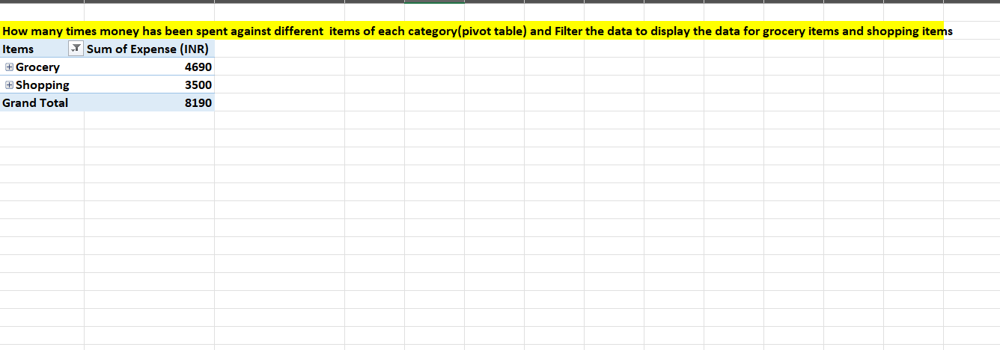 How many times money has been spent against different  items of each category(pivot table) and Filter the data to display the data for grocery items and shopping items
Items Sum of Expense (INR)
Grocery 4690
Shopping 3500
Grand Total 8190